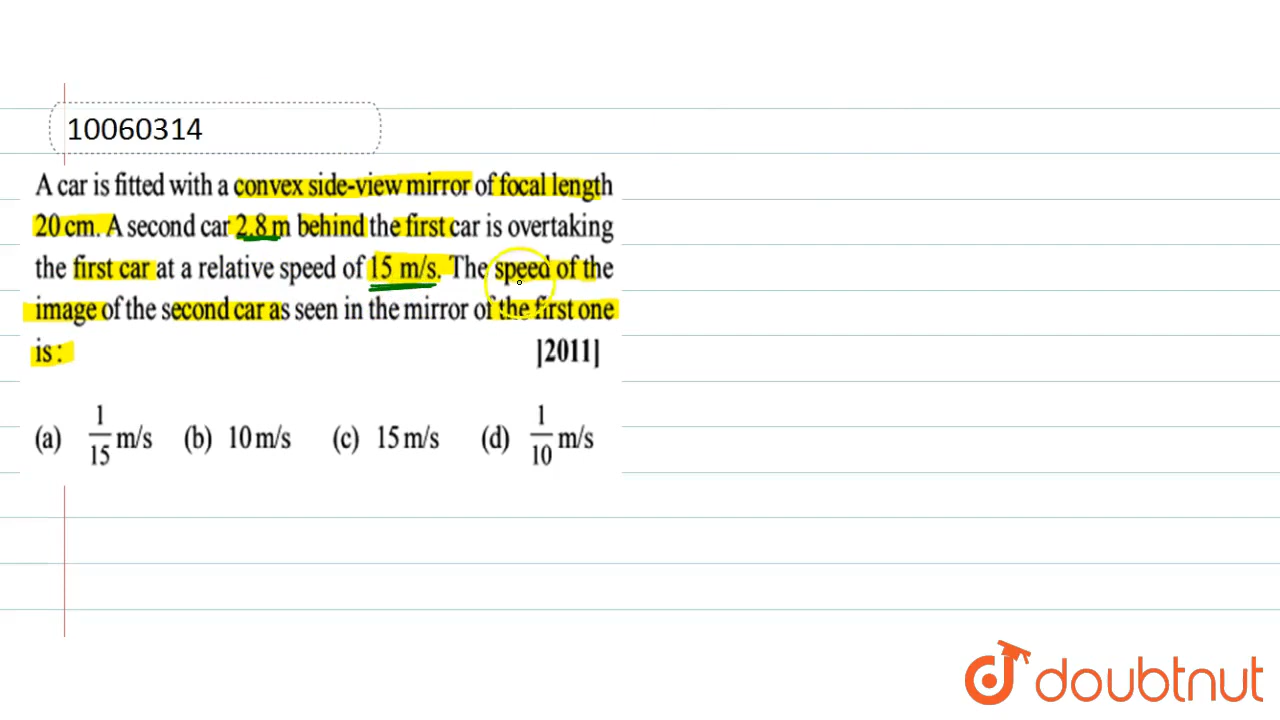 10060314
A car is fitted with a convex side-view mirror of focal length
20 cm. A second car 2.8 m behind the first car is overtaking
the first car at a relative speed of 15 m/s. The speed of the
image of the second car as seen in the mirror of the first one
is : [2011]
(a) 1/15 m/s (b) 10 m/s (c) 15 m/s (d) 1/10 m/s
doubtnut